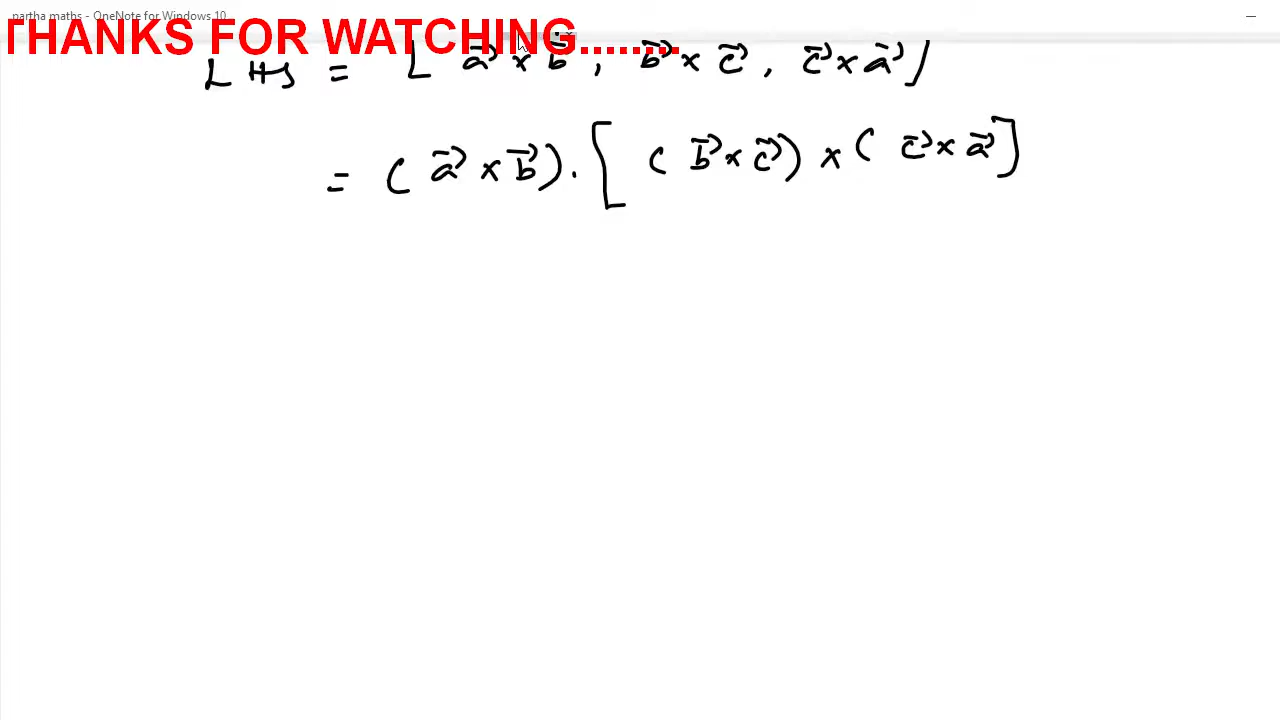 partha maths - OneNote for Windows 10
THANKS FOR WATCHING........
LHS = [ a⃗ × b⃗ , b⃗ × c⃗ , c⃗ × a⃗ ]
= ( a⃗ × b⃗ ) . [ ( b⃗ × c⃗ ) × ( c⃗ × a⃗ ]